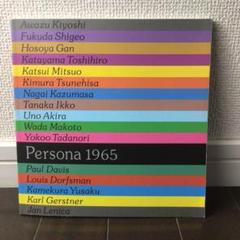 Awazu Kiyoshi
Fukuda Shigeo
Hosoya Gan
Katayama Toshihiro
Katsui Mitsuo
Kimura Tsunehisa
Nagai Kazumasa
Tanaka Ikko
Uno Akira
Wada Makoto
Yokoo Tadanori
Persona 1965
Paul Davis
Louis Dorfsman
Kamekura Yusaku
Karl Gerstner
Jan Lenica